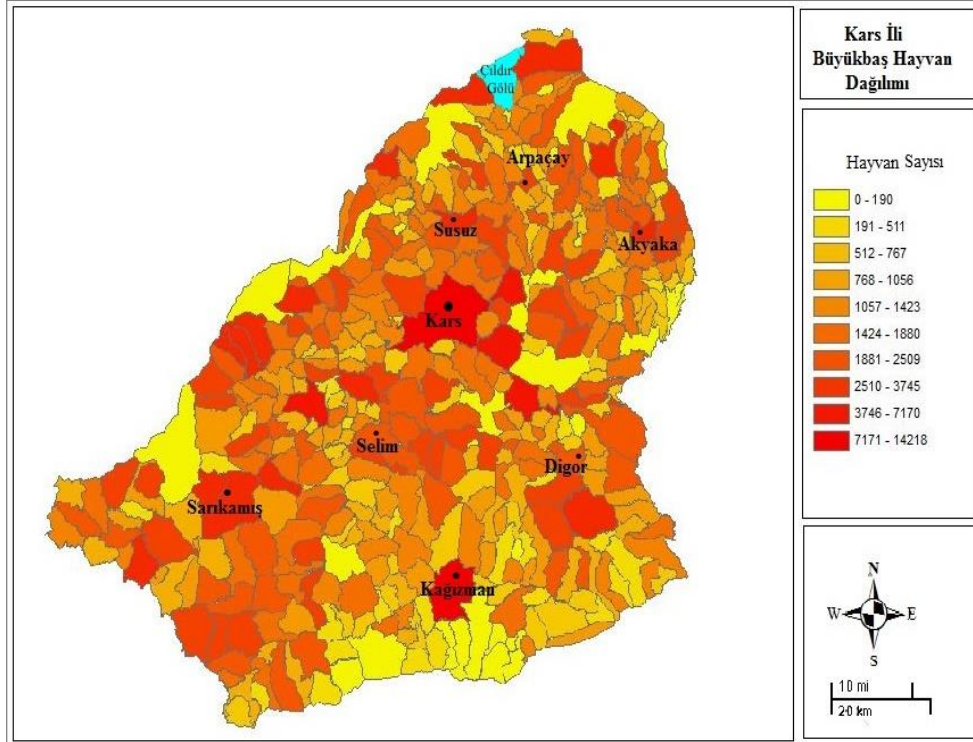 Kars İli
Büyükbaş Hayvan
Dağılımı
Hayvan Sayısı
0 - 190
191 - 511
512 - 767
768 - 1056
1057 - 1423
1424 - 1880
1881 - 2509
2510 - 3745
3746 - 7170
7171 - 14218
Çıldır
Gölü
Arpaçay
Susuz
Akyaka
Kars
Selim
Digor
Sarıkamış
Kağızman
N
W E
S
10 mi
20 km